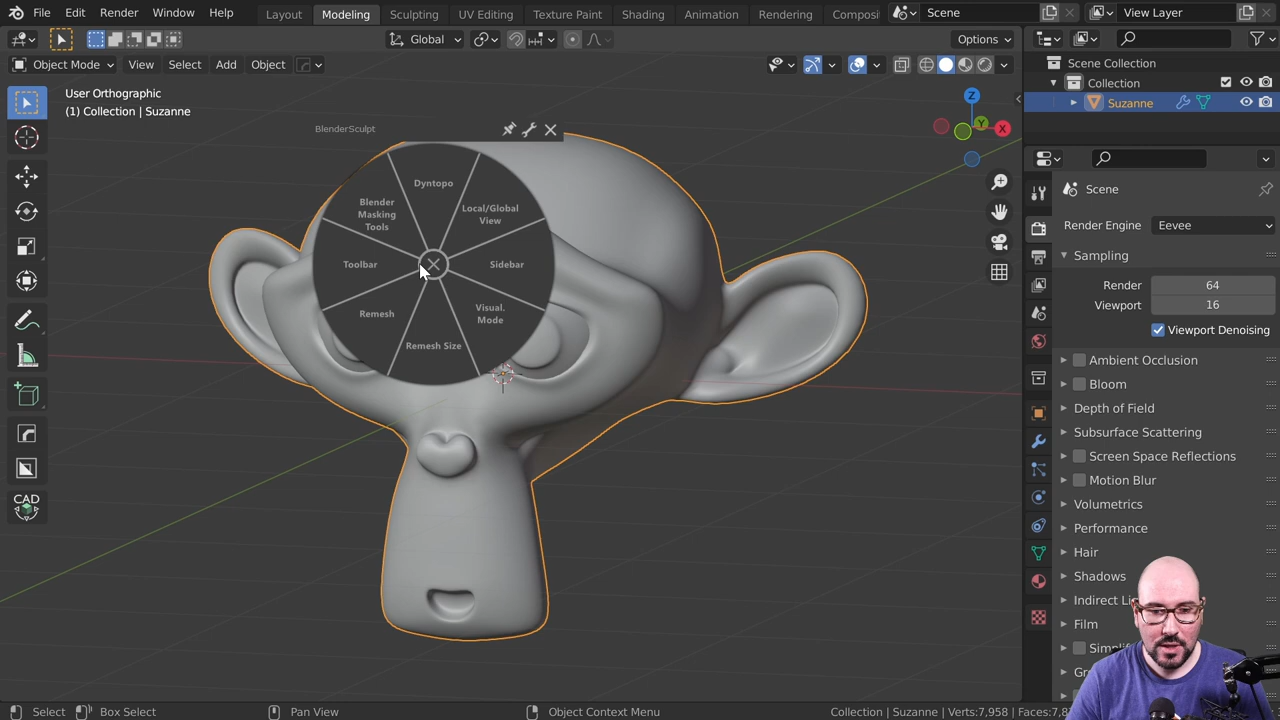 File Edit Render Window Help
Layout Modeling Sculpting UV Editing Texture Paint Shading Animation Rendering Composi
Scene
View Layer
Global
Options
Object Mode View Select Add Object
User Orthographic
(1) Collection | Suzanne
BlenderSculpt
Dyntopo
Blender
Masking
Tools
Local/Global
View
Toolbar
Sidebar
Remesh
Visual.
Mode
Remesh Size
Z
Y
X
CAD
Scene Collection
Collection
Suzanne
Scene
Render Engine Eevee
Sampling
Render 64
Viewport 16
Viewport Denoising
Ambient Occlusion
Bloom
Depth of Field
Subsurface Scattering
Screen Space Reflections
Motion Blur
Volumetrics
Performance
Hair
Shadows
Indirect Li
Film
Simplif
Select Box Select Pan View Object Context Menu
Collection | Suzanne | Verts:7,958 | Faces:7,8